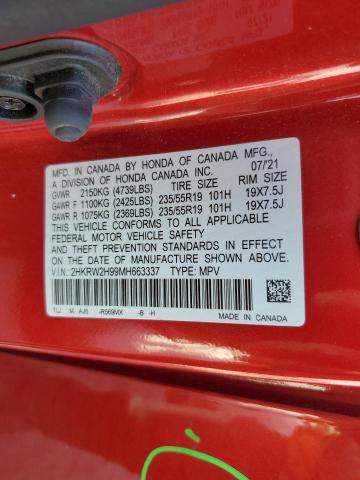 MFD. IN CANADA BY HONDA OF CANADA MFG.,
A DIVISION OF HONDA CANADA INC. 07/21
GVWR 2150KG (4739LBS) TIRE SIZE RIM SIZE
GAWR F 1100KG (2425LBS) 235/55R19 101H 19X7.5J
GAWR R 1075KG (2369LBS) 235/55R19 101H 19X7.5J
THIS VEHICLE CONFORMS TO ALL APPLICABLE
FEDERAL MOTOR VEHICLE SAFETY
AND THEFT PREVENTION STANDARDS IN EFFECT
ON THE DATE OF MANUFACTURE SHOWN ABOVE.
V.I.N.: 2HKRW2H99MH663337 TYPE: MPV
-R569MX -B -H MADE IN CANADA